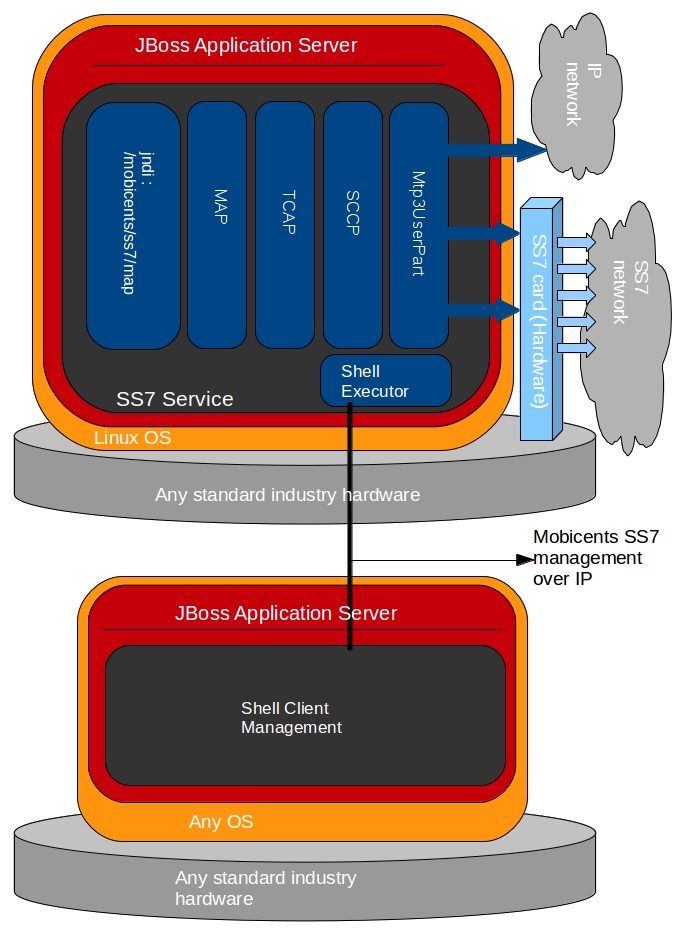 JBoss Application Server
IP
network
jndi :
/mobicents/ss7/map
MAP
TCAP
SCCP
Mtp3UserPart
SS7 card (Hardware)
SS7
network
Shell
Executor
SS7 Service
Linux OS
Any standard industry hardware
Mobicents SS7
management
over IP
JBoss Application Server
Shell Client
Management
Any OS
Any standard industry
hardware